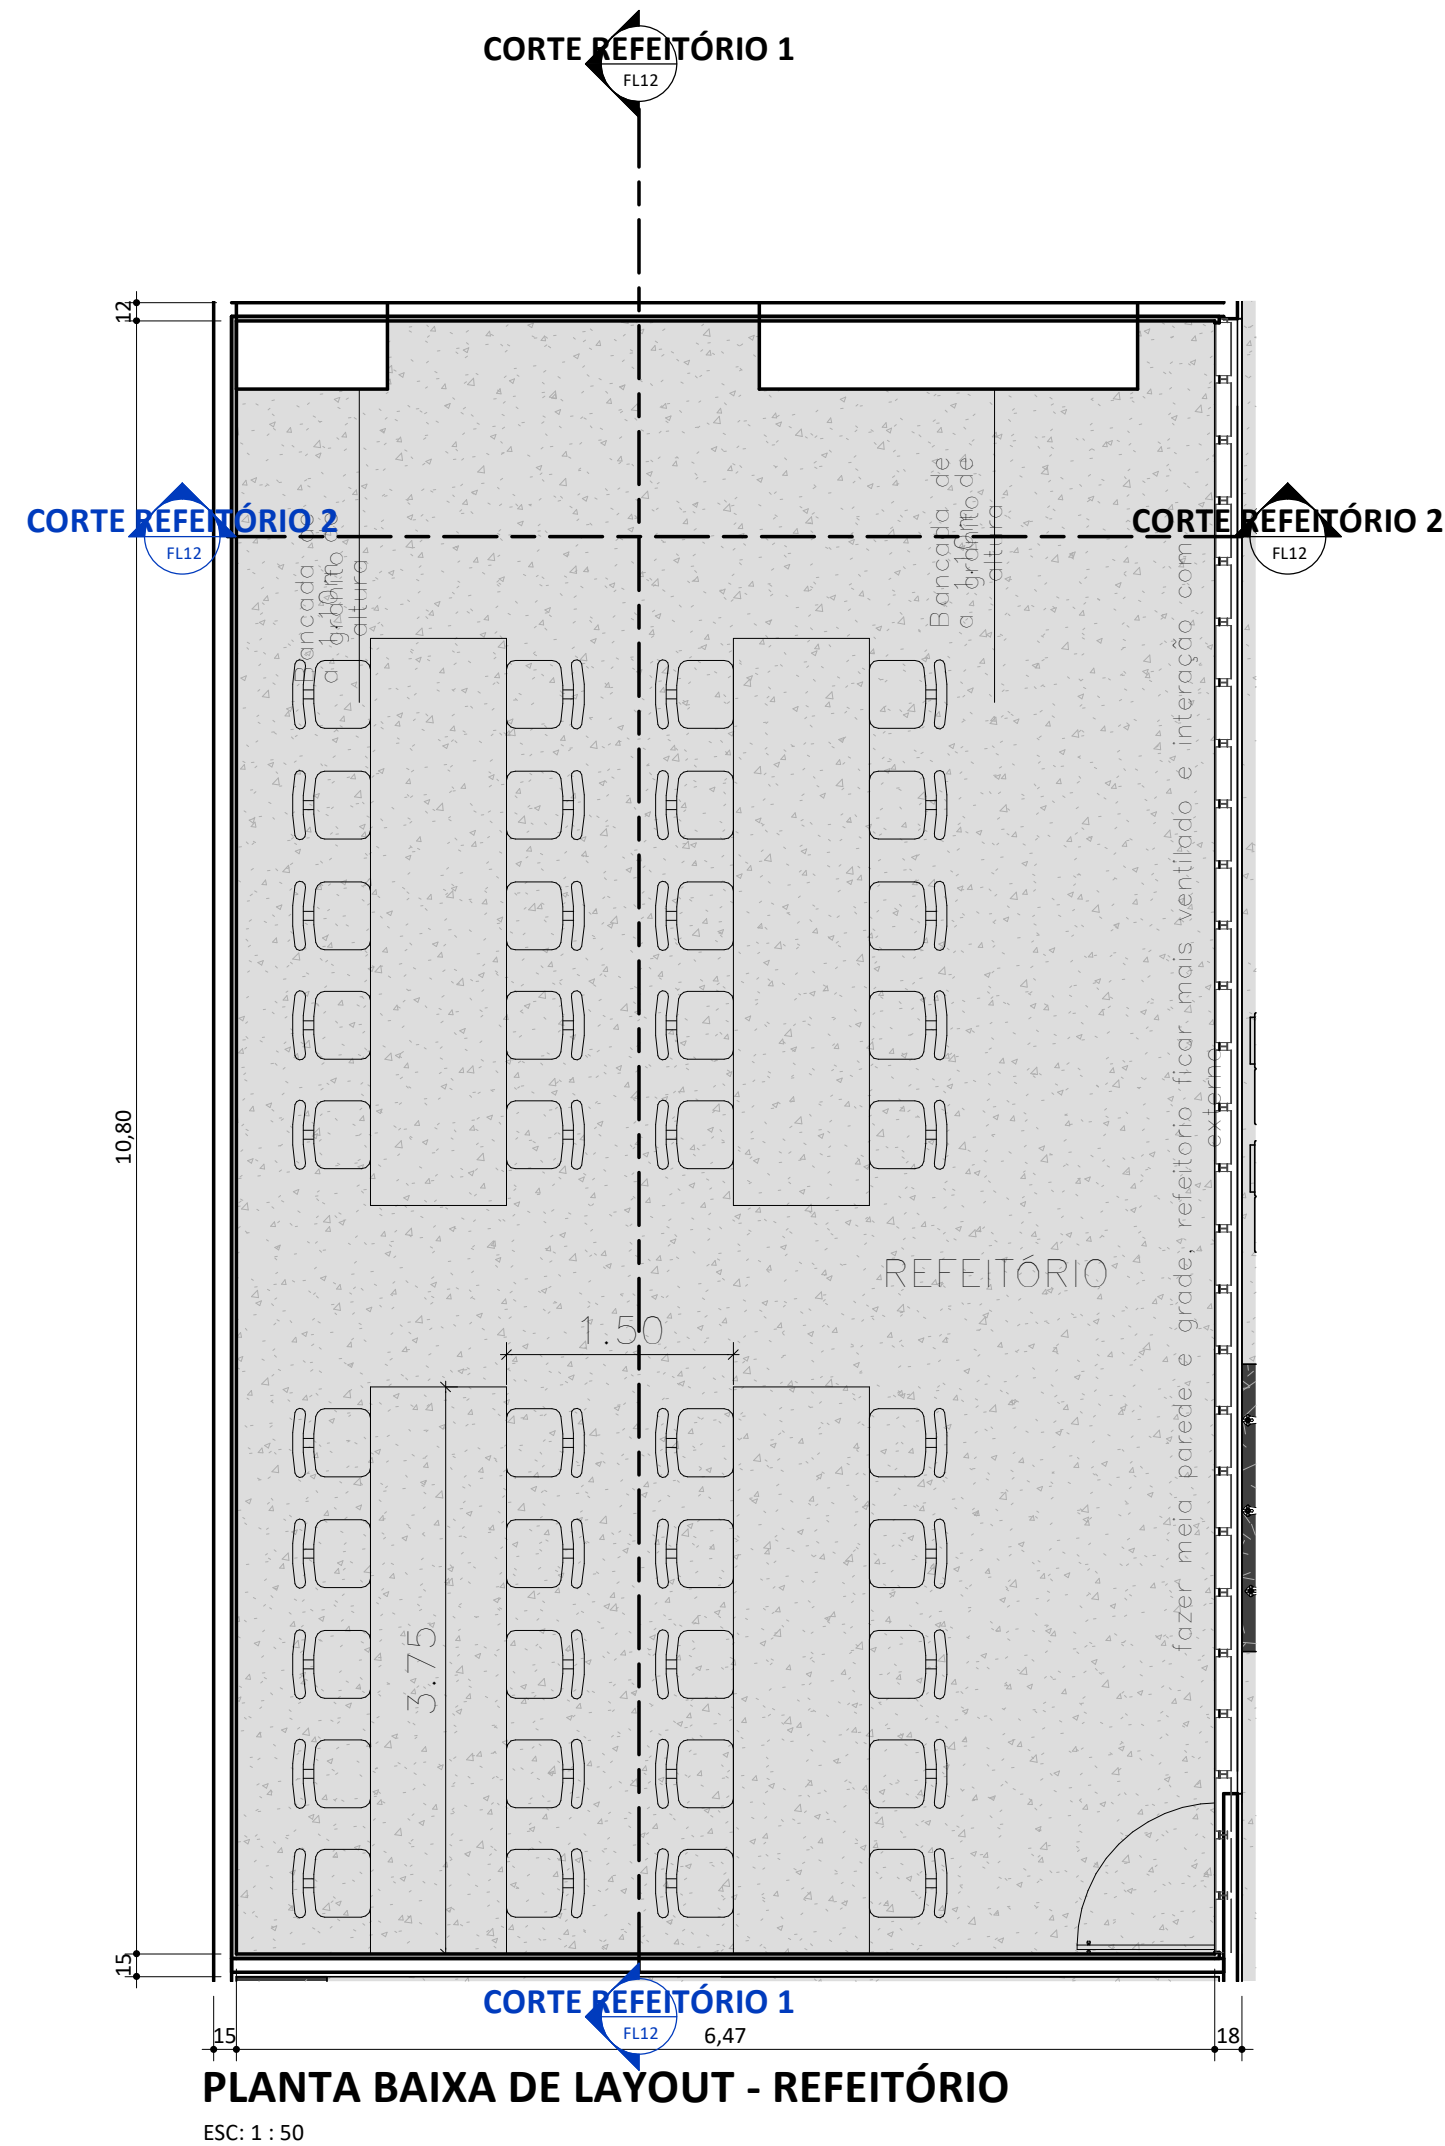 CORTE REFEITÓRIO 1
FL12
12
CORTE REFEITÓRIO 2
FL12
CORTE REFEITÓRIO 2
FL12
Bancada de
granito
a 1.10m de
altura
Bancada de
granito
a 1.10m de
altura
fazer meia parede e grade, refeitório ficar mais ventilado e interação com
externo
10,80
REFEITÓRIO
1.50
3.75
15
CORTE REFEITÓRIO 1
FL12
15
6,47
18
PLANTA BAIXA DE LAYOUT - REFEITÓRIO
ESC: 1 : 50